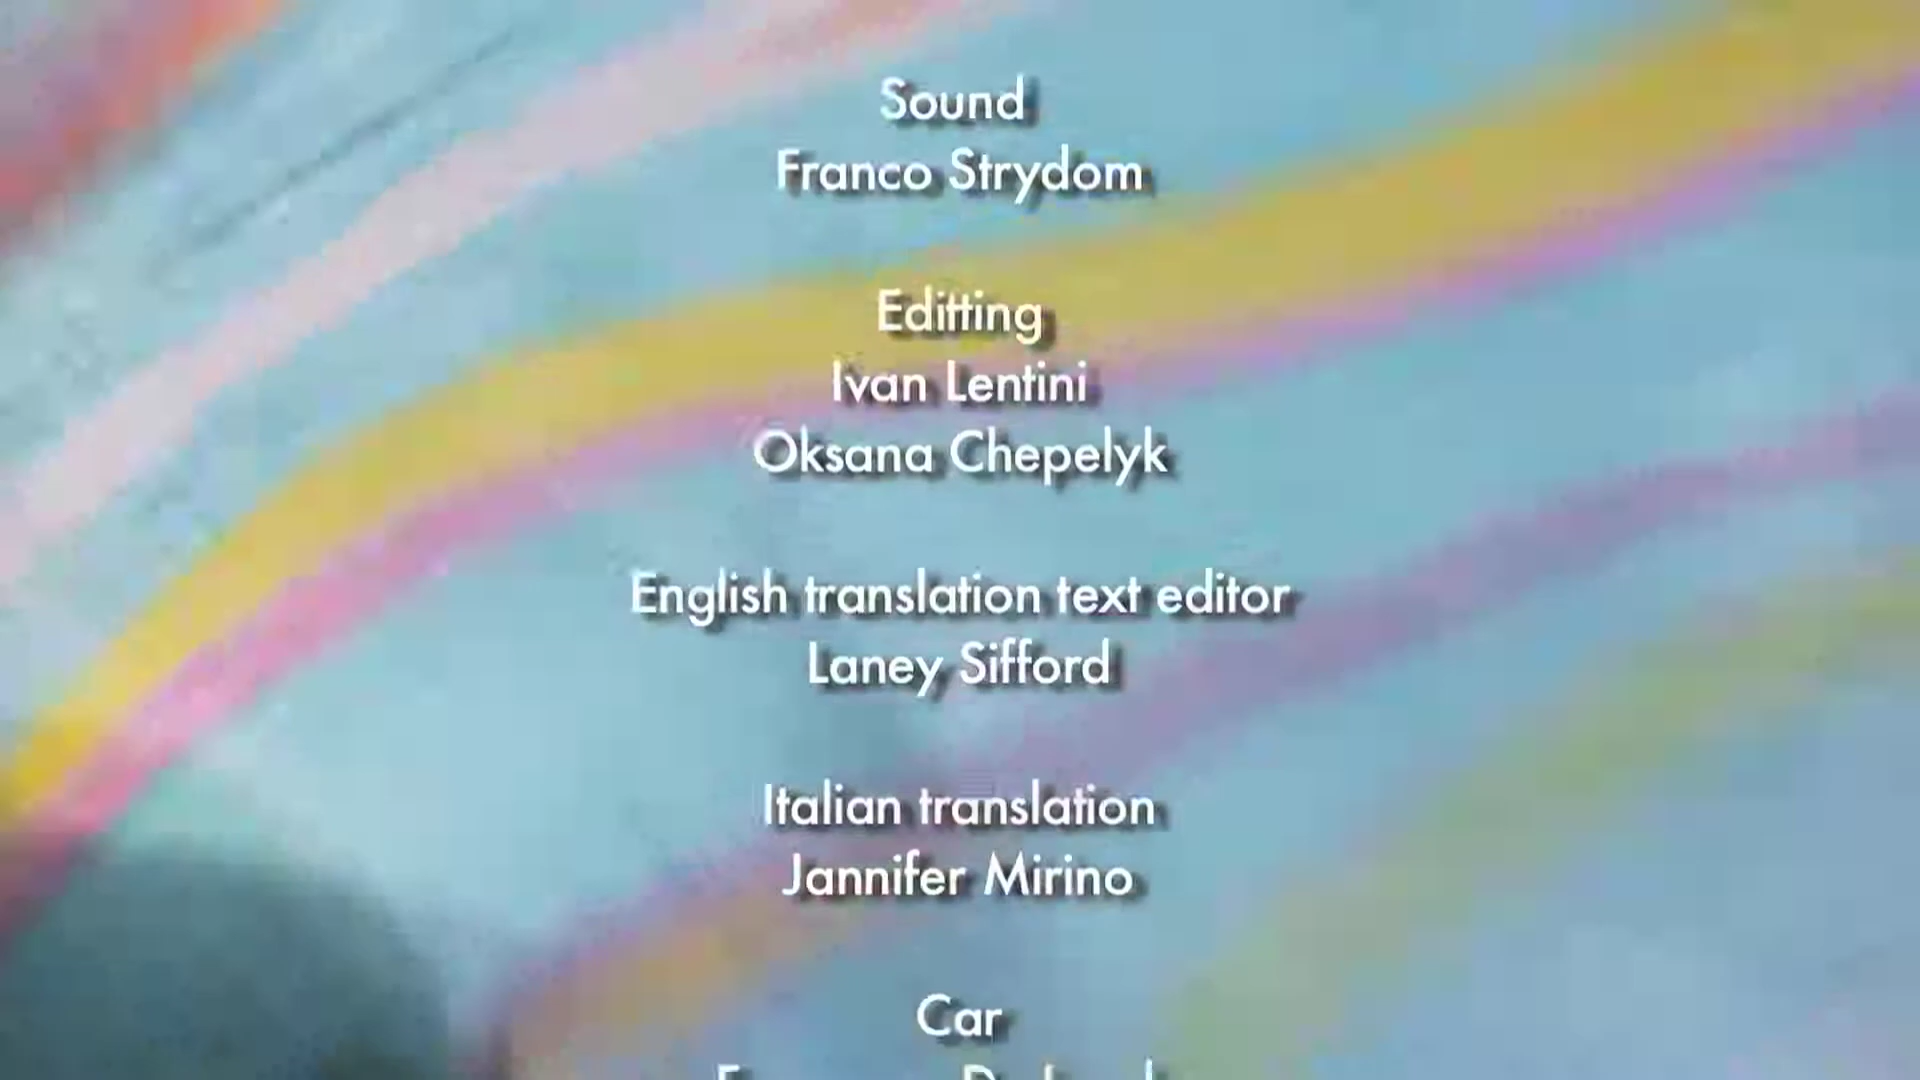 Sound
Franco Strydom
Editting
Ivan Lentini
Oksana Chepelyk
English translation text editor
Laney Sifford
Italian translation
Jannifer Mirino
Car